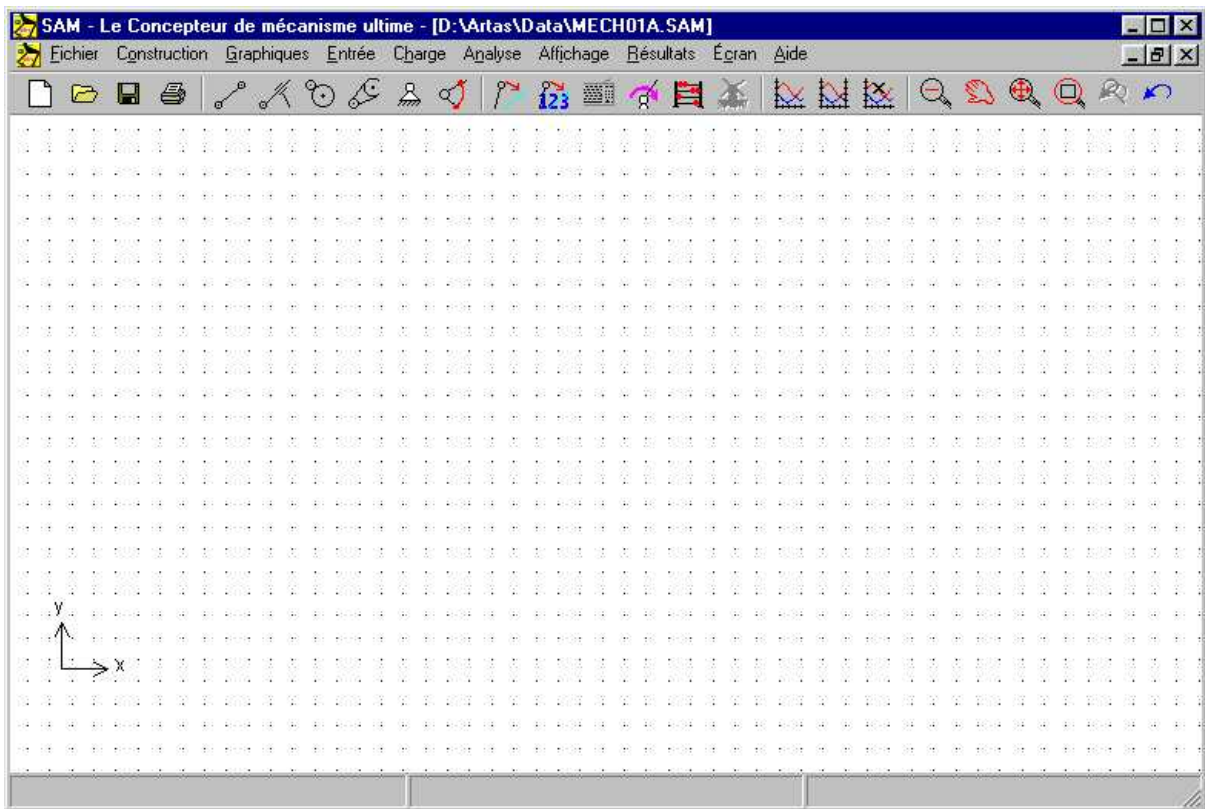 SAM - Le Concepteur de mécanisme ultime - [D:\Artas\Data\MECH01A.SAM]
Fichier Construction Graphiques Entrée Charge Analyse Affichage Résultats Écran Aide
123
y
x